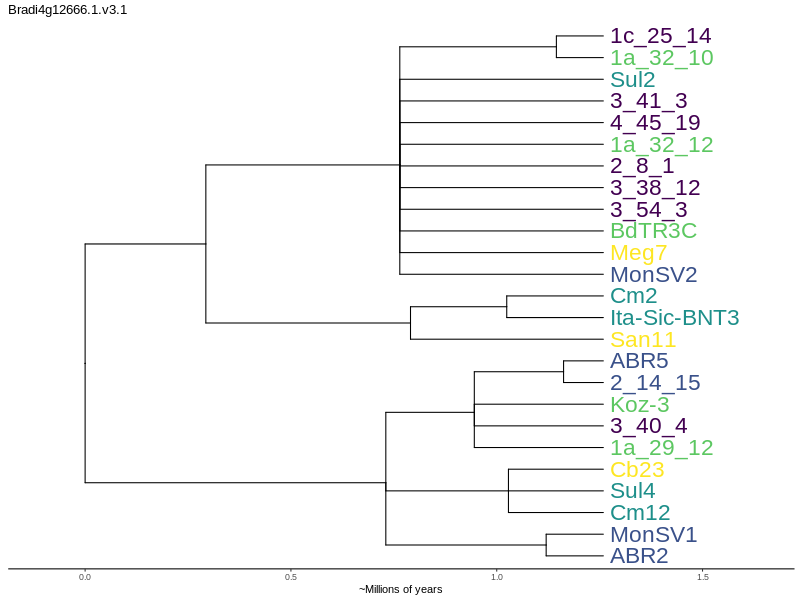 Bradi4g12666.1.v3.1
1c_25_14
1a_32_10
Sul2
3_41_3
4_45_19
1a_32_12
2_8_1
3_38_12
3_54_3
BdTR3C
Meg7
MonSV2
Cm2
Ita-Sic-BNT3
San11
ABR5
2_14_15
Koz-3
3_40_4
1a_29_12
Cb23
Sul4
Cm12
MonSV1
ABR2
0.0 0.5 1.0 1.5
~Millions of years